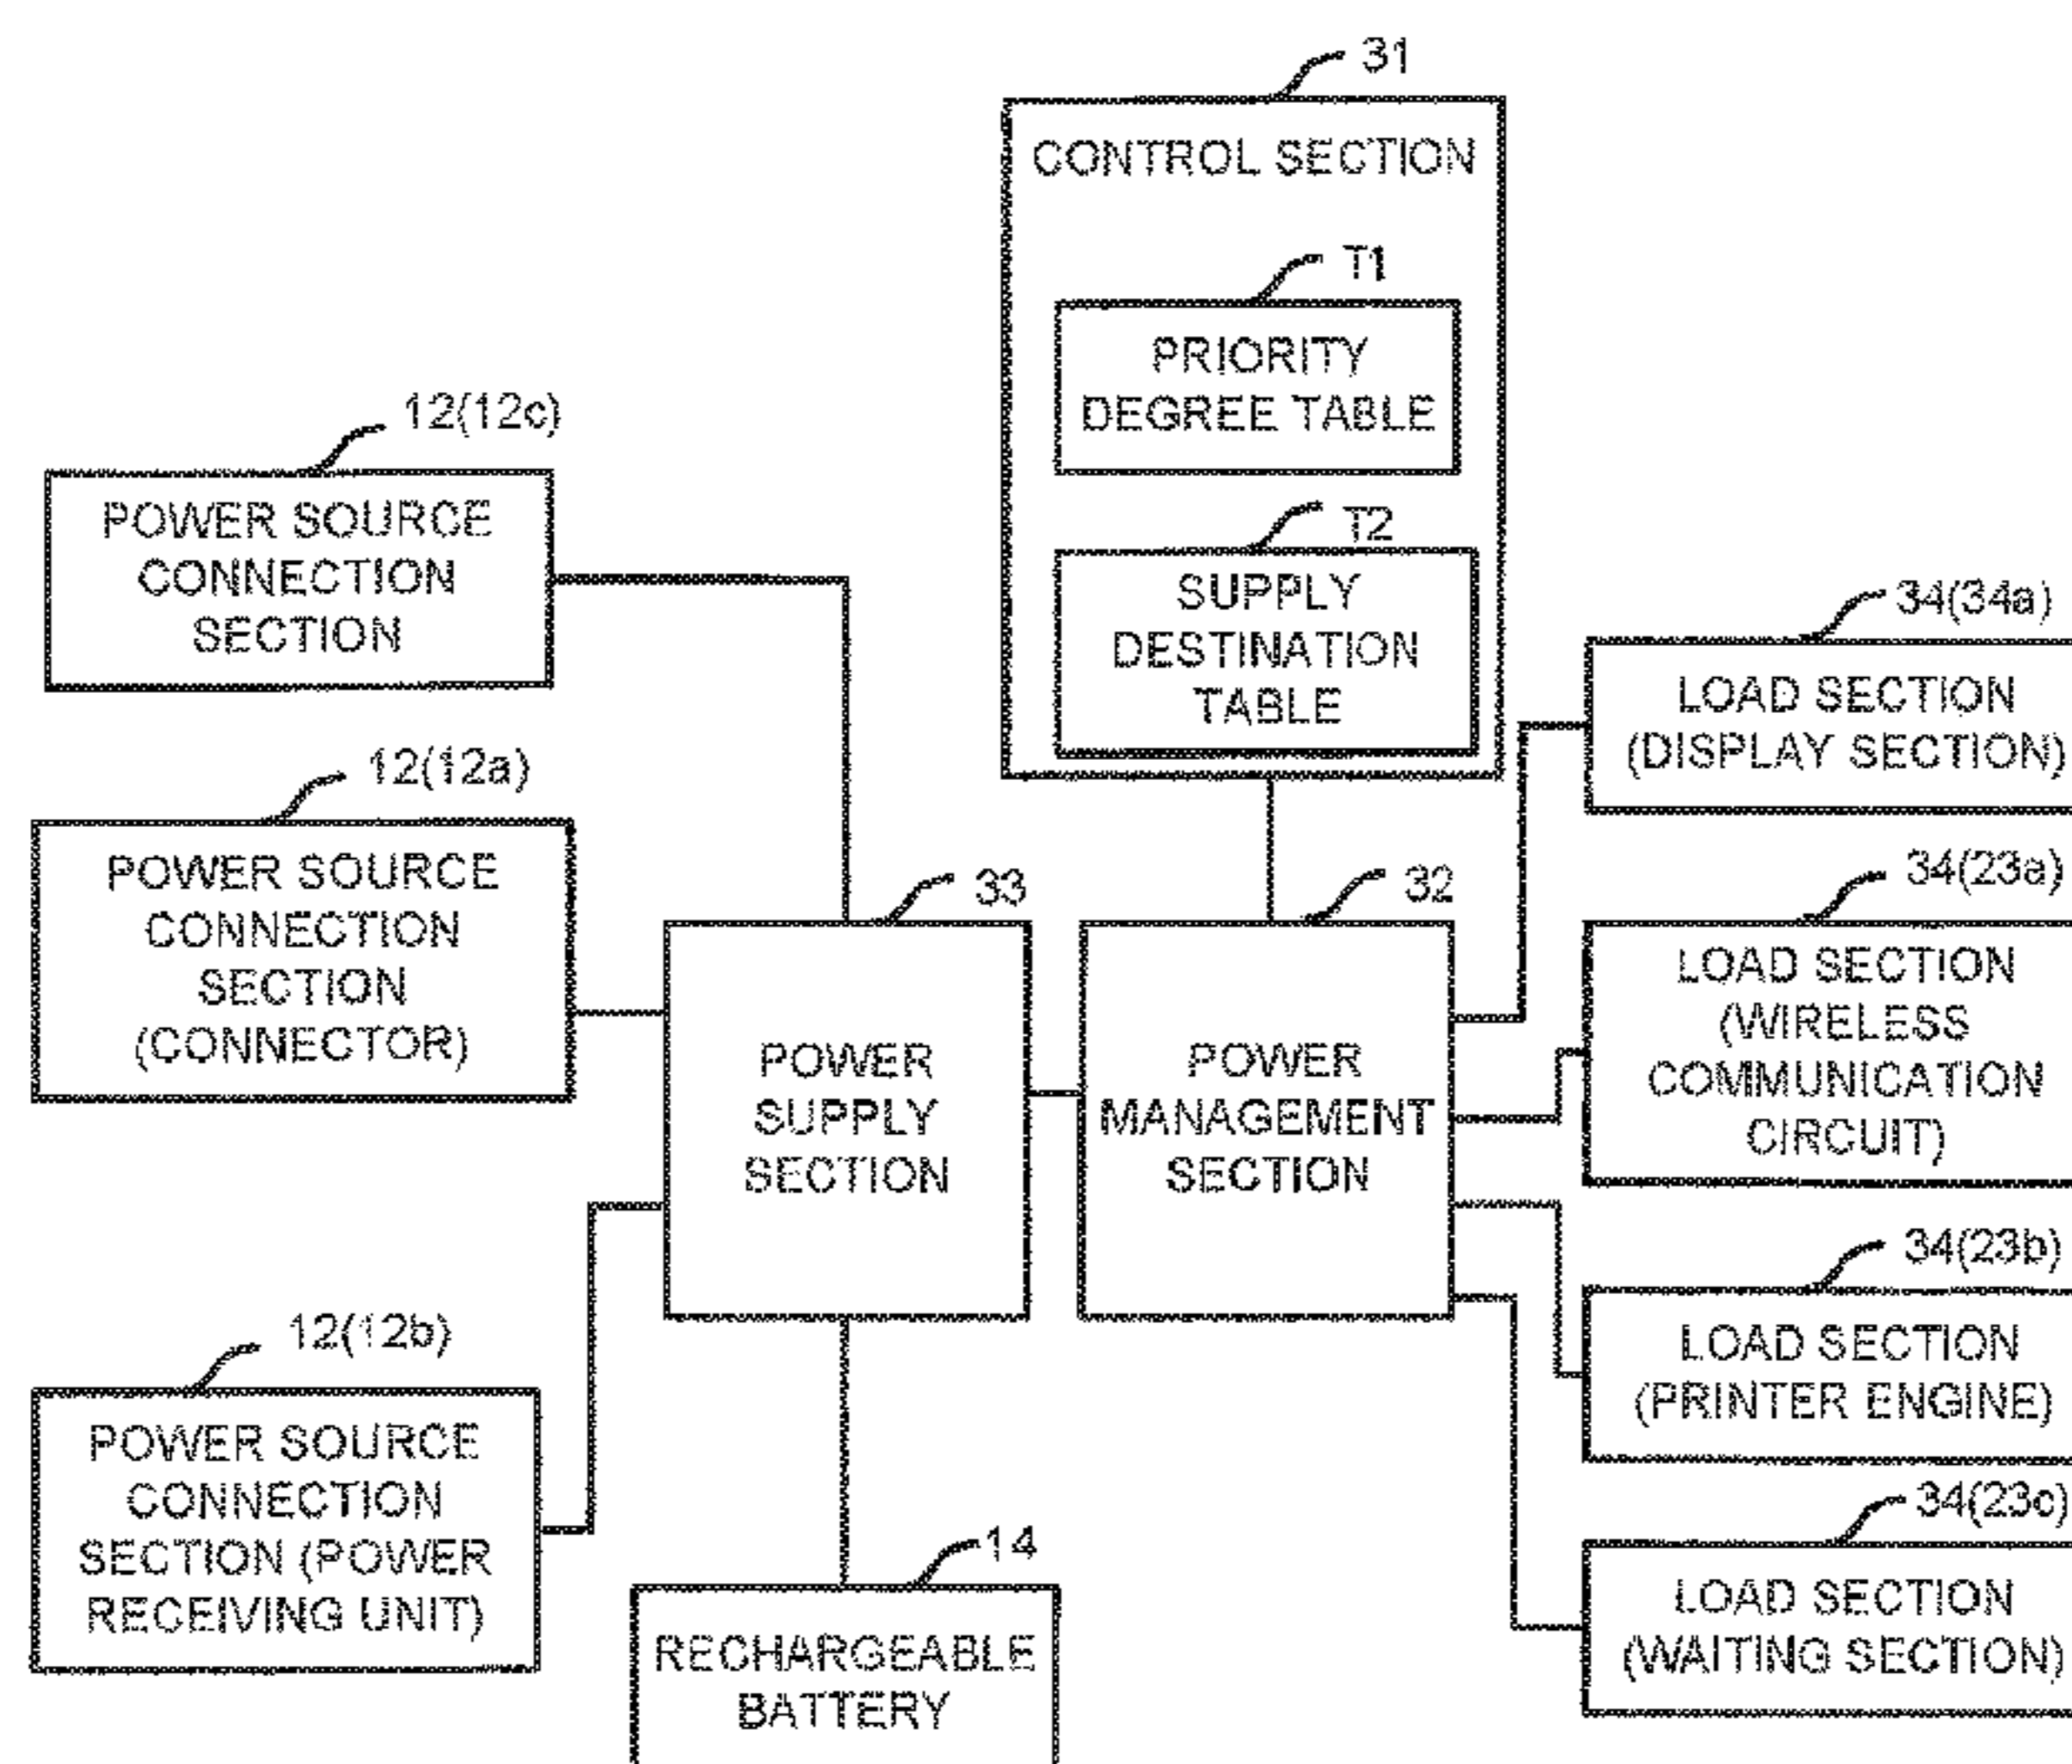 31
CONTROL SECTION
T1
PRIORITY
DEGREE TABLE
T2
SUPPLY
DESTINATION
TABLE
12(12c)
POWER SOURCE
CONNECTION
SECTION
12(12a)
POWER SOURCE
CONNECTION
SECTION
(CONNECTOR)
12(12b)
POWER SOURCE
CONNECTION
SECTION (POWER
RECEIVING UNIT)
33
POWER
SUPPLY
SECTION
14
RECHARGEABLE
BATTERY
32
POWER
MANAGEMENT
SECTION
34(34a)
LOAD SECTION
(DISPLAY SECTION)
34(23a)
LOAD SECTION
(WIRELESS
COMMUNICATION
CIRCUIT)
34(23b)
LOAD SECTION
(PRINTER ENGINE)
34(23c)
LOAD SECTION
(WAITING SECTION)